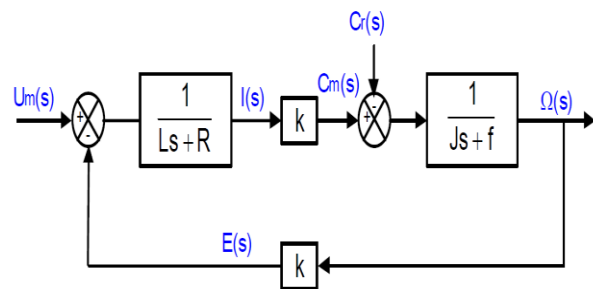 Cr(s)
Um(s)
+
-
1
Ls+R
I(s)
k
Cm(s)
-
+
1
Js+f
Ω(s)
E(s)
k